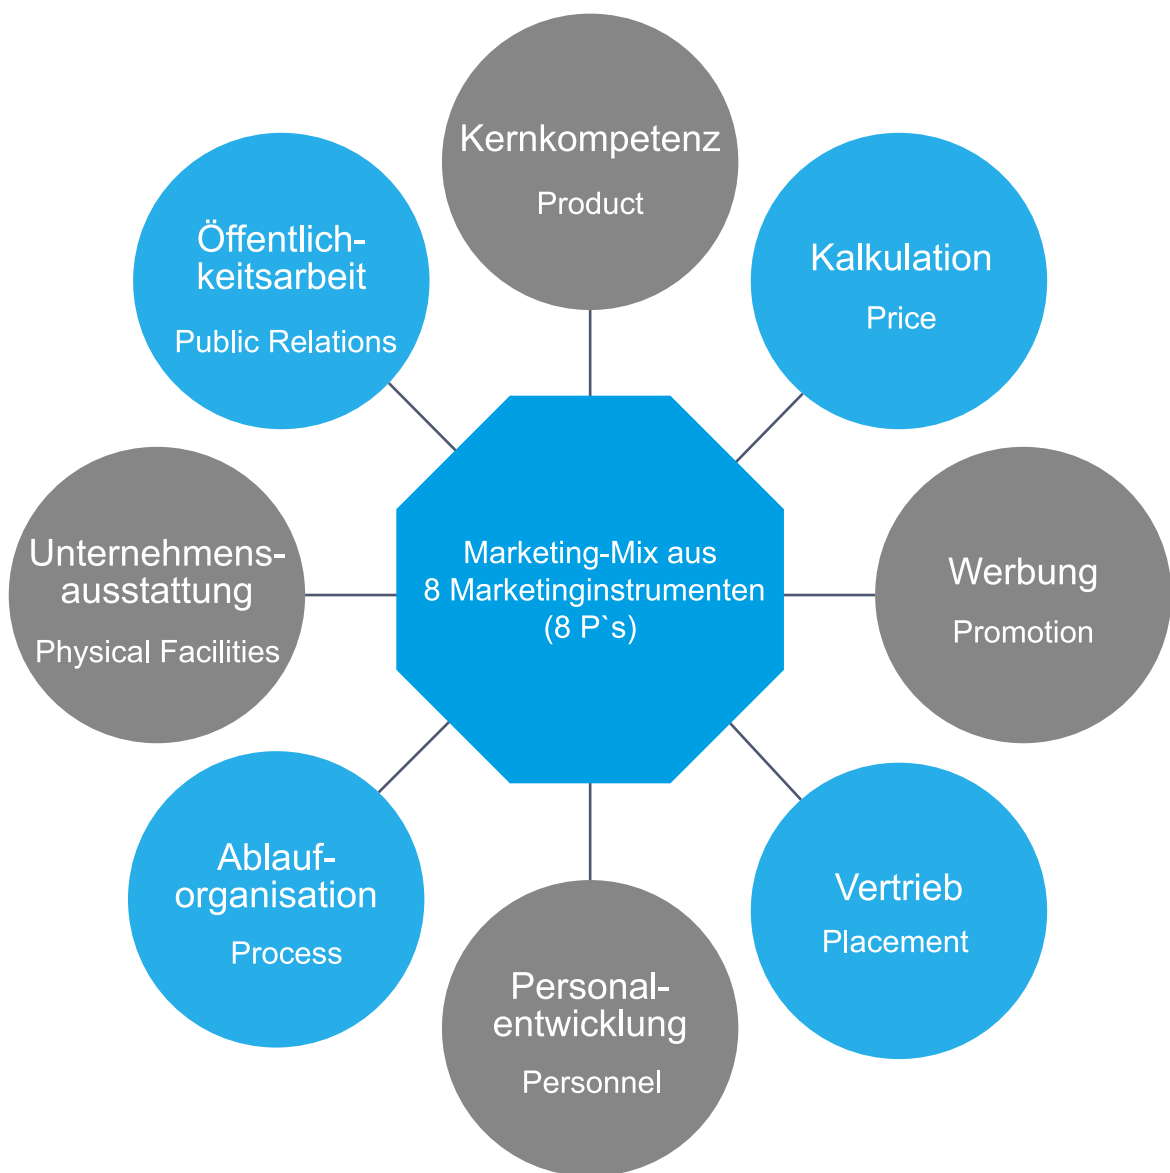 Kernkompetenz
Product
Kalkulation
Price
Werbung
Promotion
Vertrieb
Placement
Personal-
entwicklung
Personnel
Ablauf-
organisation
Process
Unternehmens-
ausstattung
Physical Facilities
Öffentlich-
keitsarbeit
Public Relations
Marketing-Mix aus
8 Marketinginstrumenten
(8 P`s)